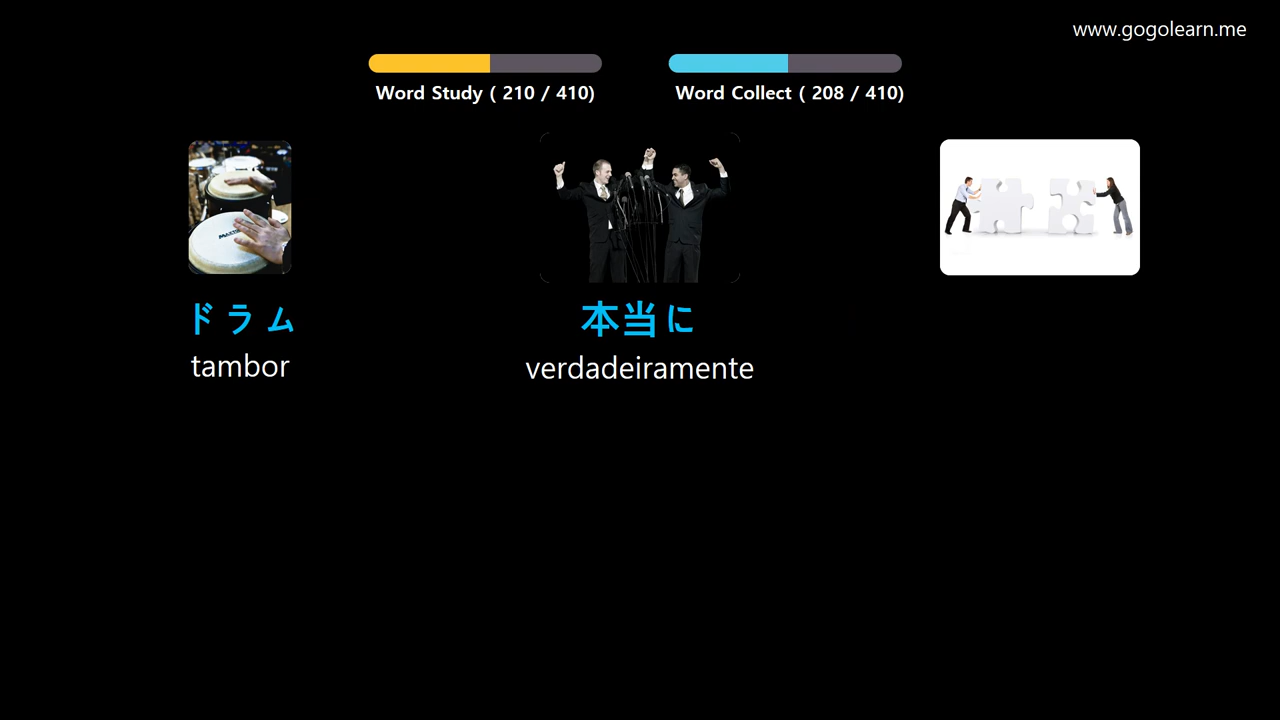 www.gogolearn.me
Word Study ( 210 / 410)
Word Collect ( 208 / 410)
ドラム
tambor
本当に
verdadeiramente